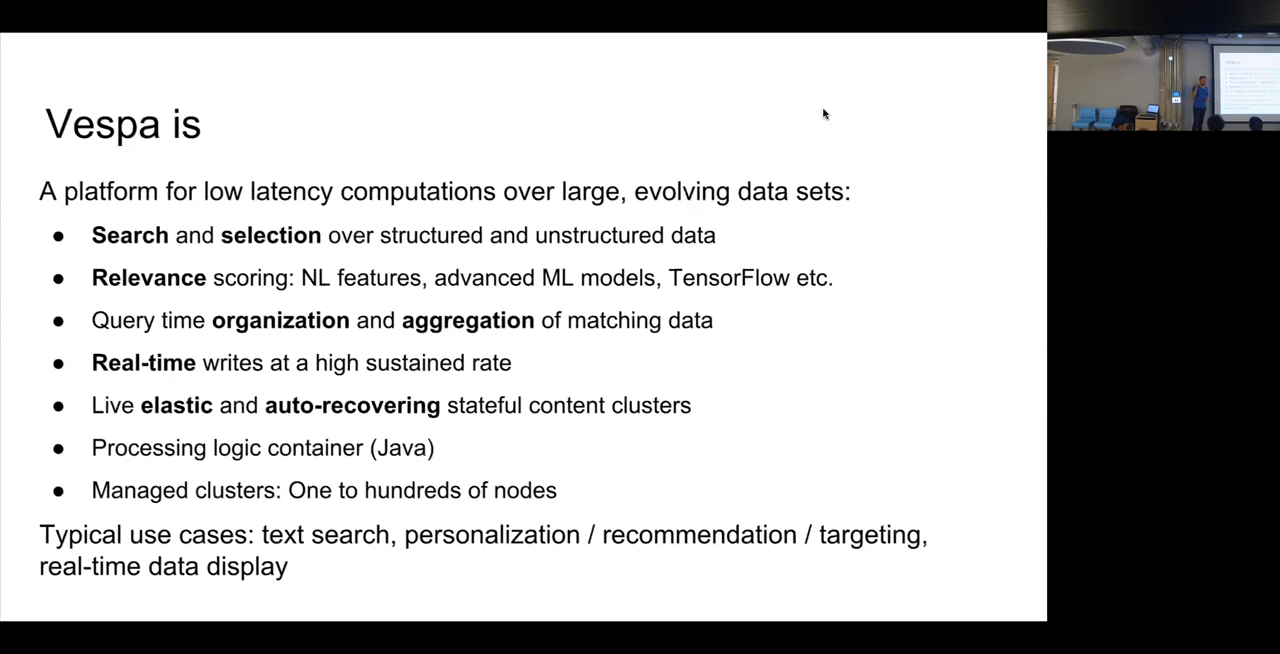 Vespa is
A platform for low latency computations over large, evolving data sets:
● Search and selection over structured and unstructured data
● Relevance scoring: NL features, advanced ML models, TensorFlow etc.
● Query time organization and aggregation of matching data
● Real-time writes at a high sustained rate
● Live elastic and auto-recovering stateful content clusters
● Processing logic container (Java)
● Managed clusters: One to hundreds of nodes
Typical use cases: text search, personalization / recommendation / targeting,
real-time data display